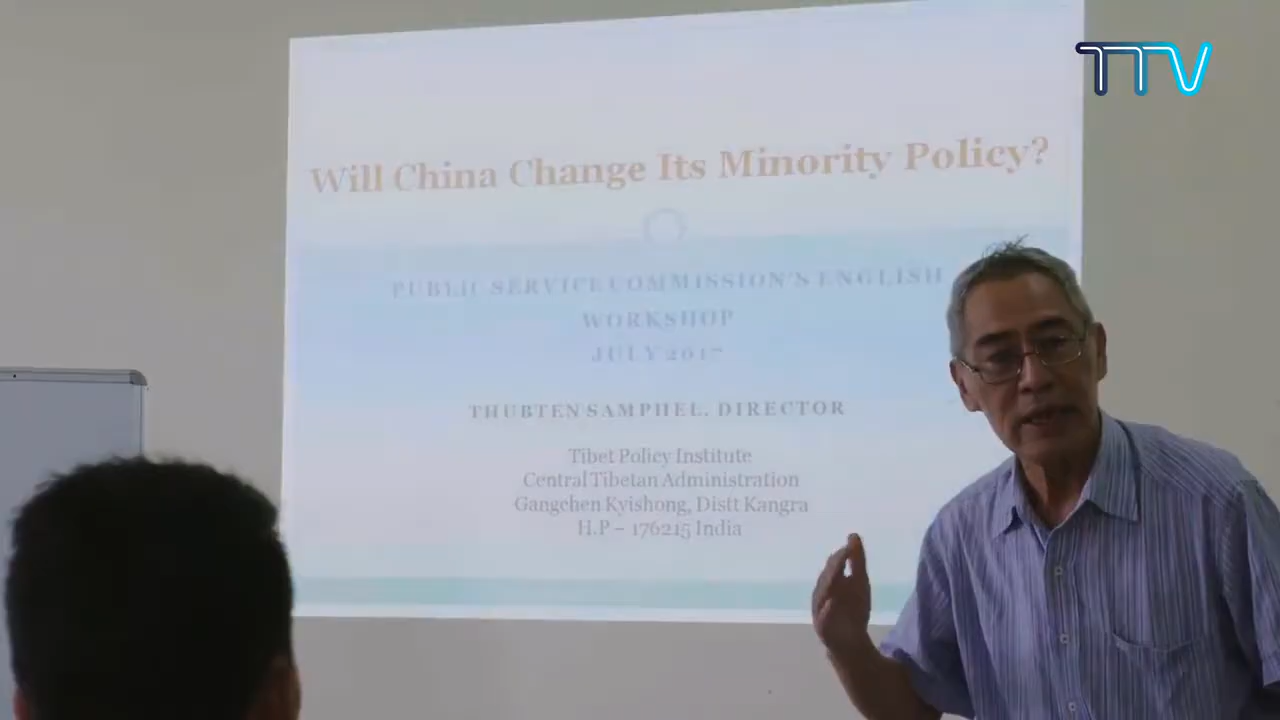 TTV
Will China Change Its Minority Policy?
PUBLIC SERVICE COMMISSION'S ENGLISH
WORKSHOP
JULY 2017
THUBTEN SAMPHEL, DIRECTOR
Tibet Policy Institute
Central Tibetan Administration
Gangchen Kyishong, Distt Kangra
H.P – 176215 India